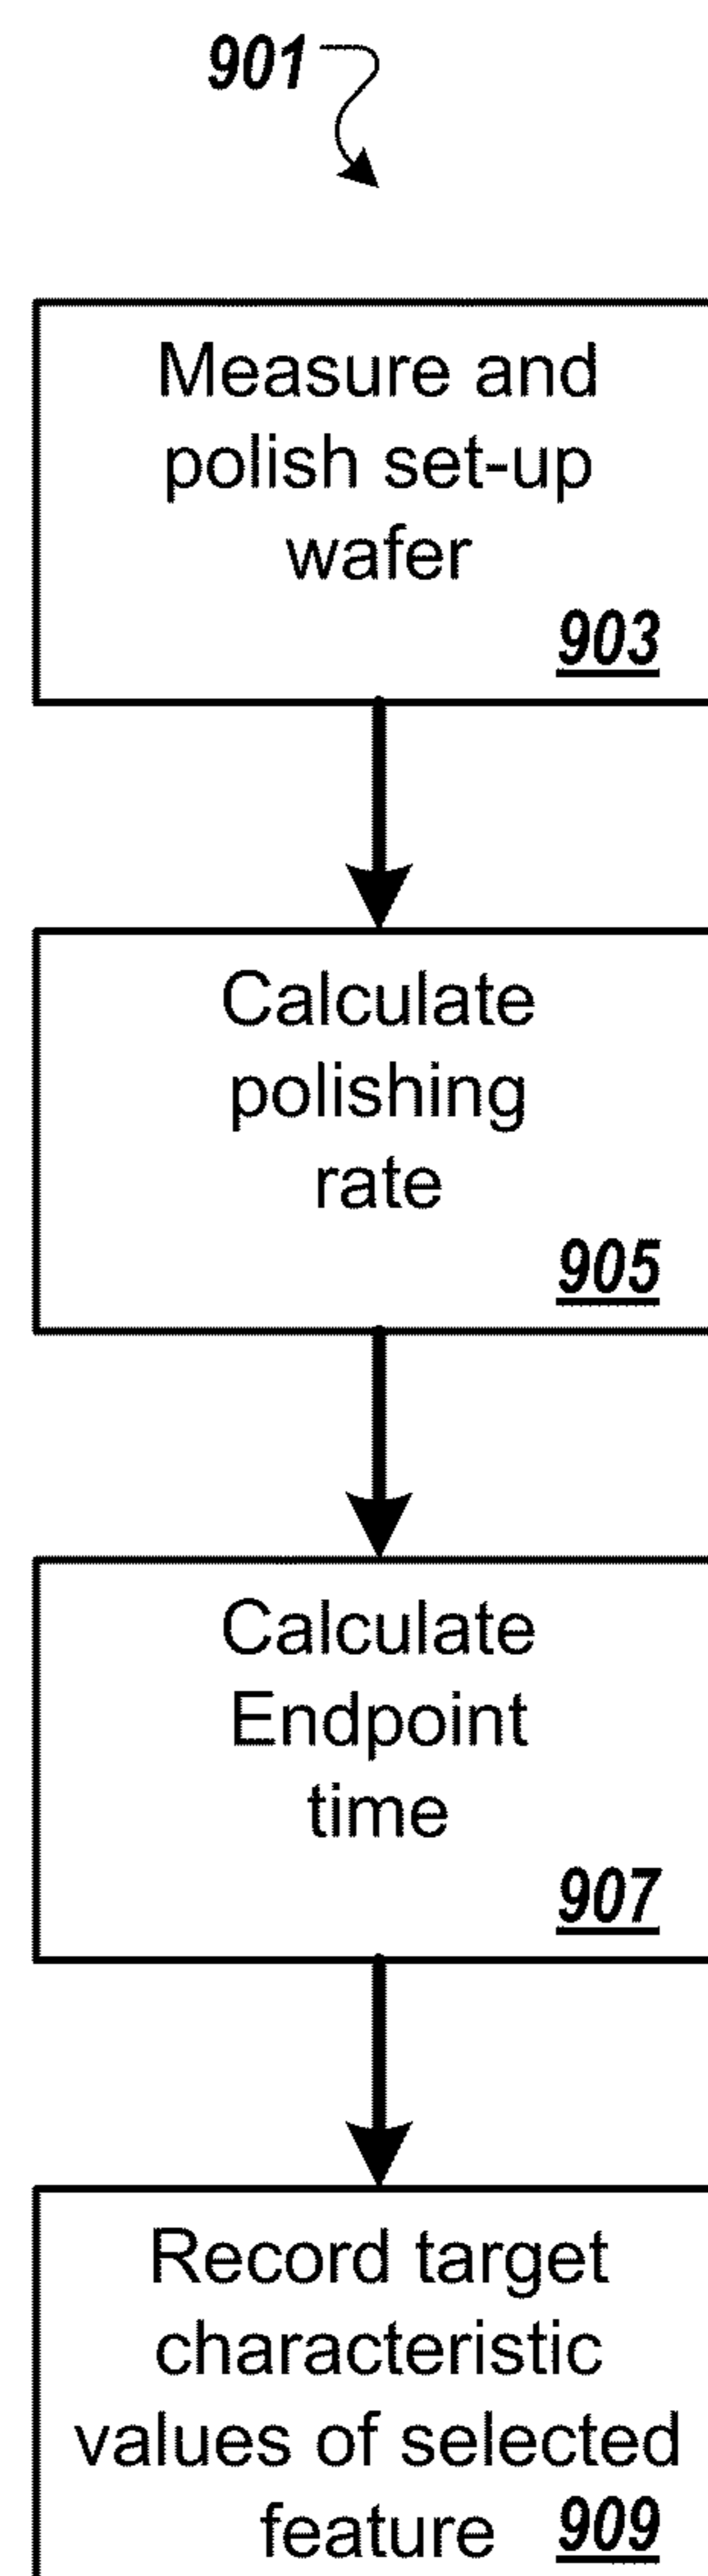 901
Measure and
polish set-up
wafer
903
Calculate
polishing
rate
905
Calculate
Endpoint
time
907
Record target
characteristic
values of selected
feature 909